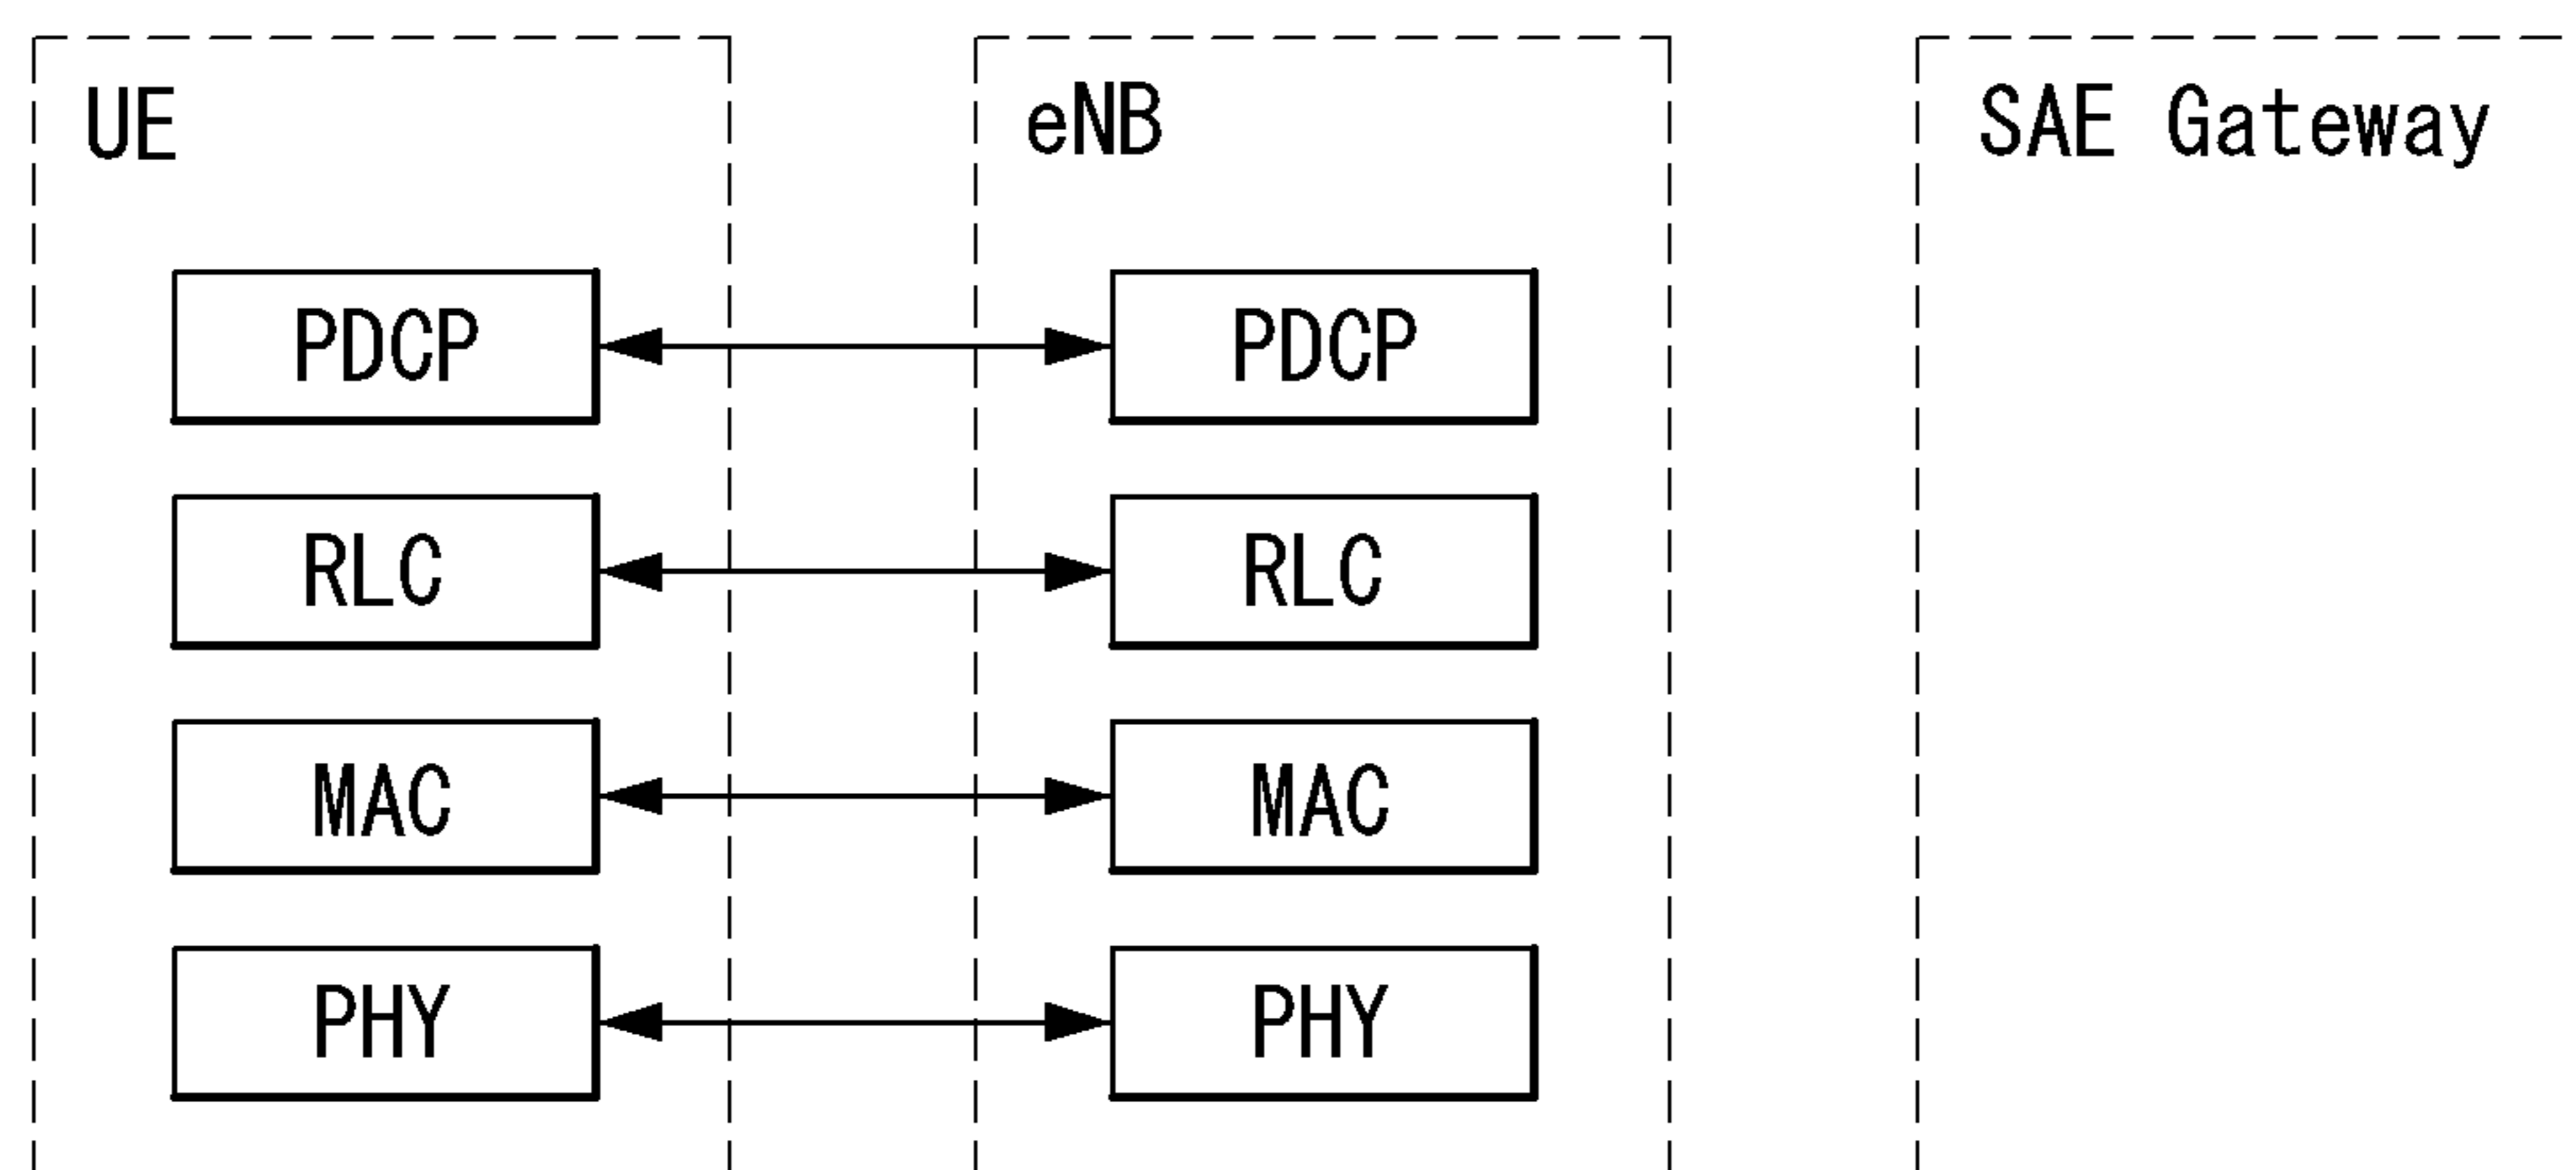 UE
eNB
SAE Gateway
PDCP
PDCP
RLC
RLC
MAC
MAC
PHY
PHY